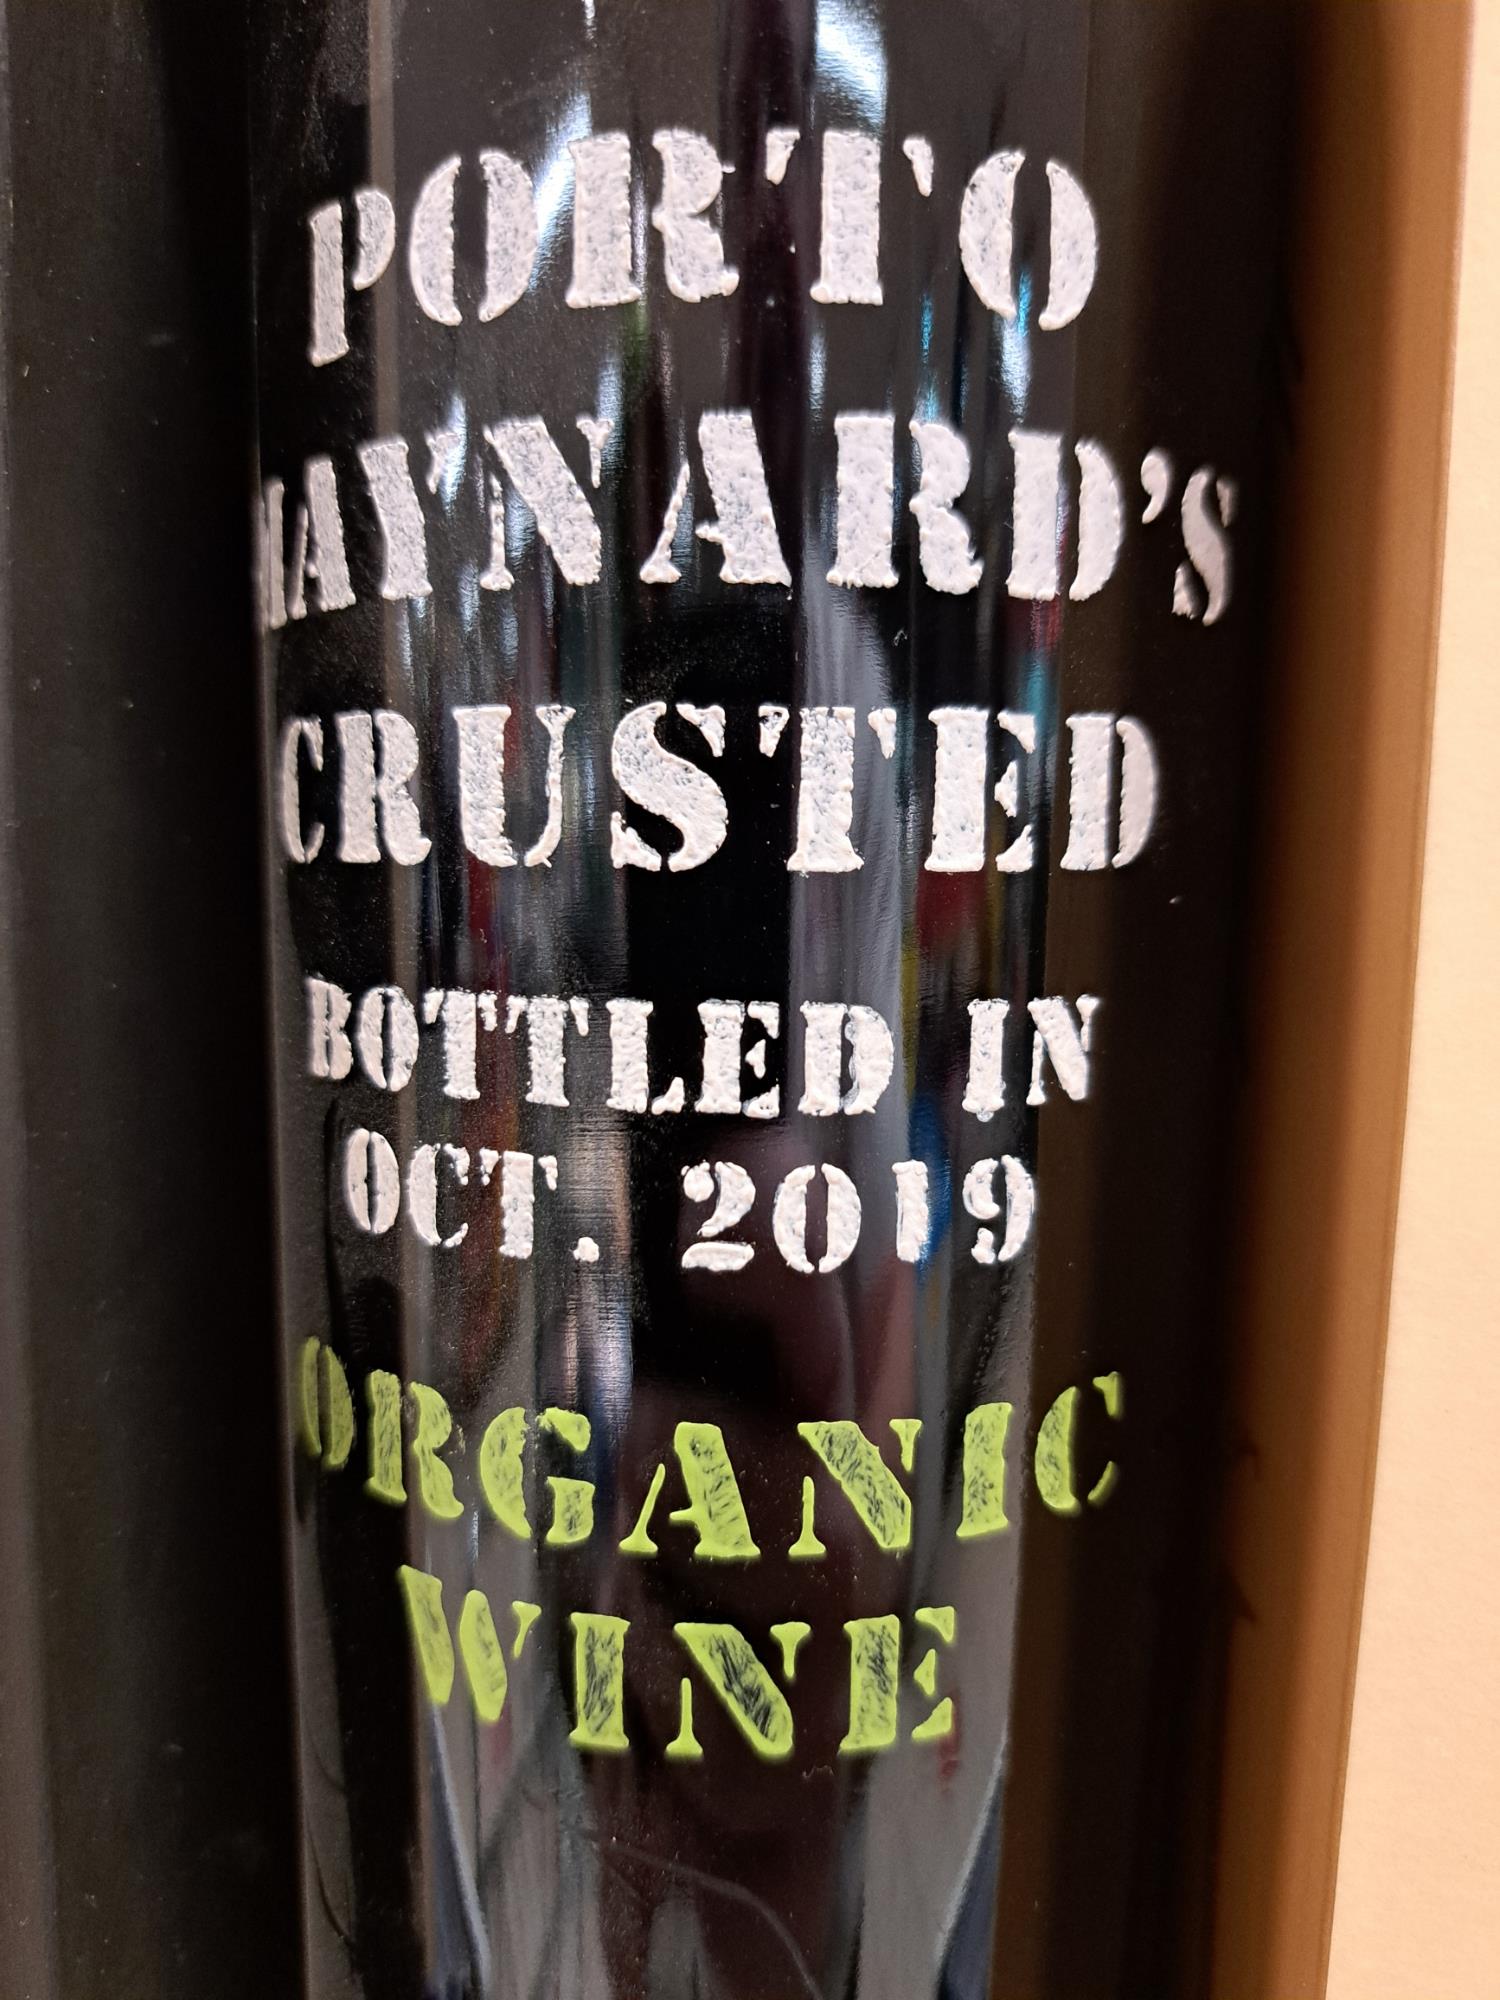 PORTO
MAYNARD'S
CRUSTED
BOTTLED IN
OCT. 2019
ORGANIC
WINE